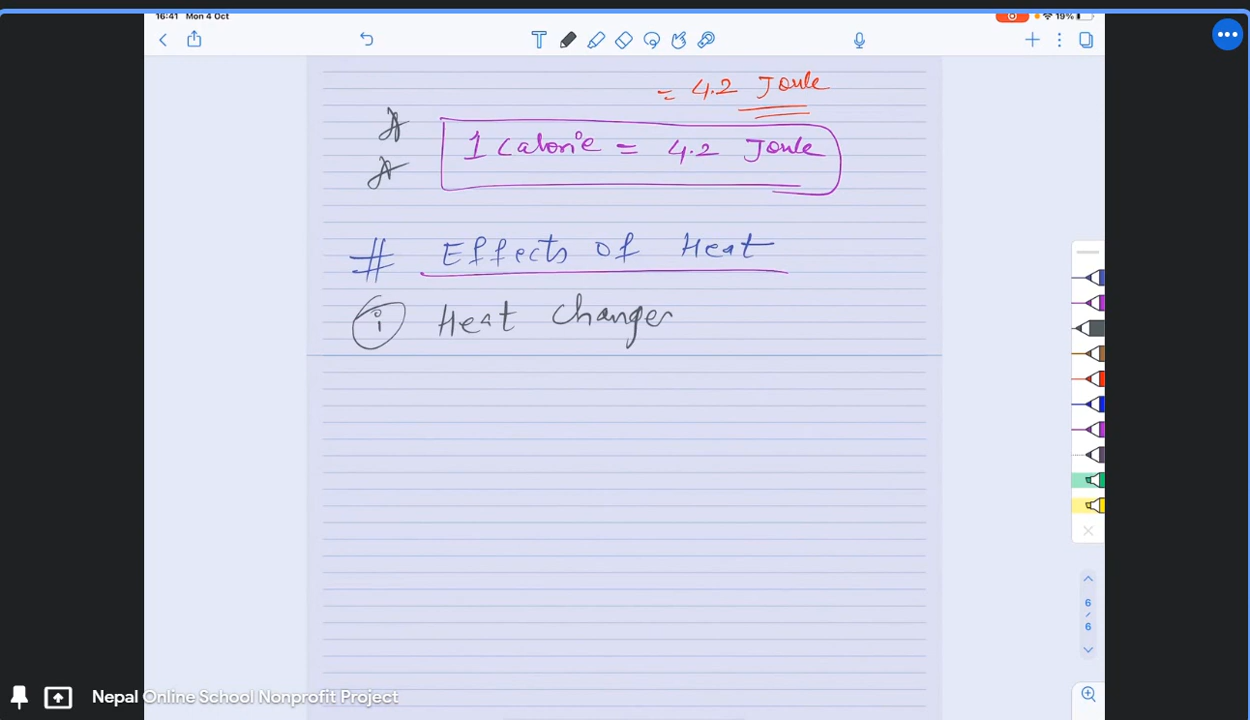 16:41 Mon 4 Oct
19%
= 4.2 Joule
1 Calorie = 4.2 Joule
# Effects of Heat
i Heat Changes
6
6
Nepal Online School Nonprofit Project